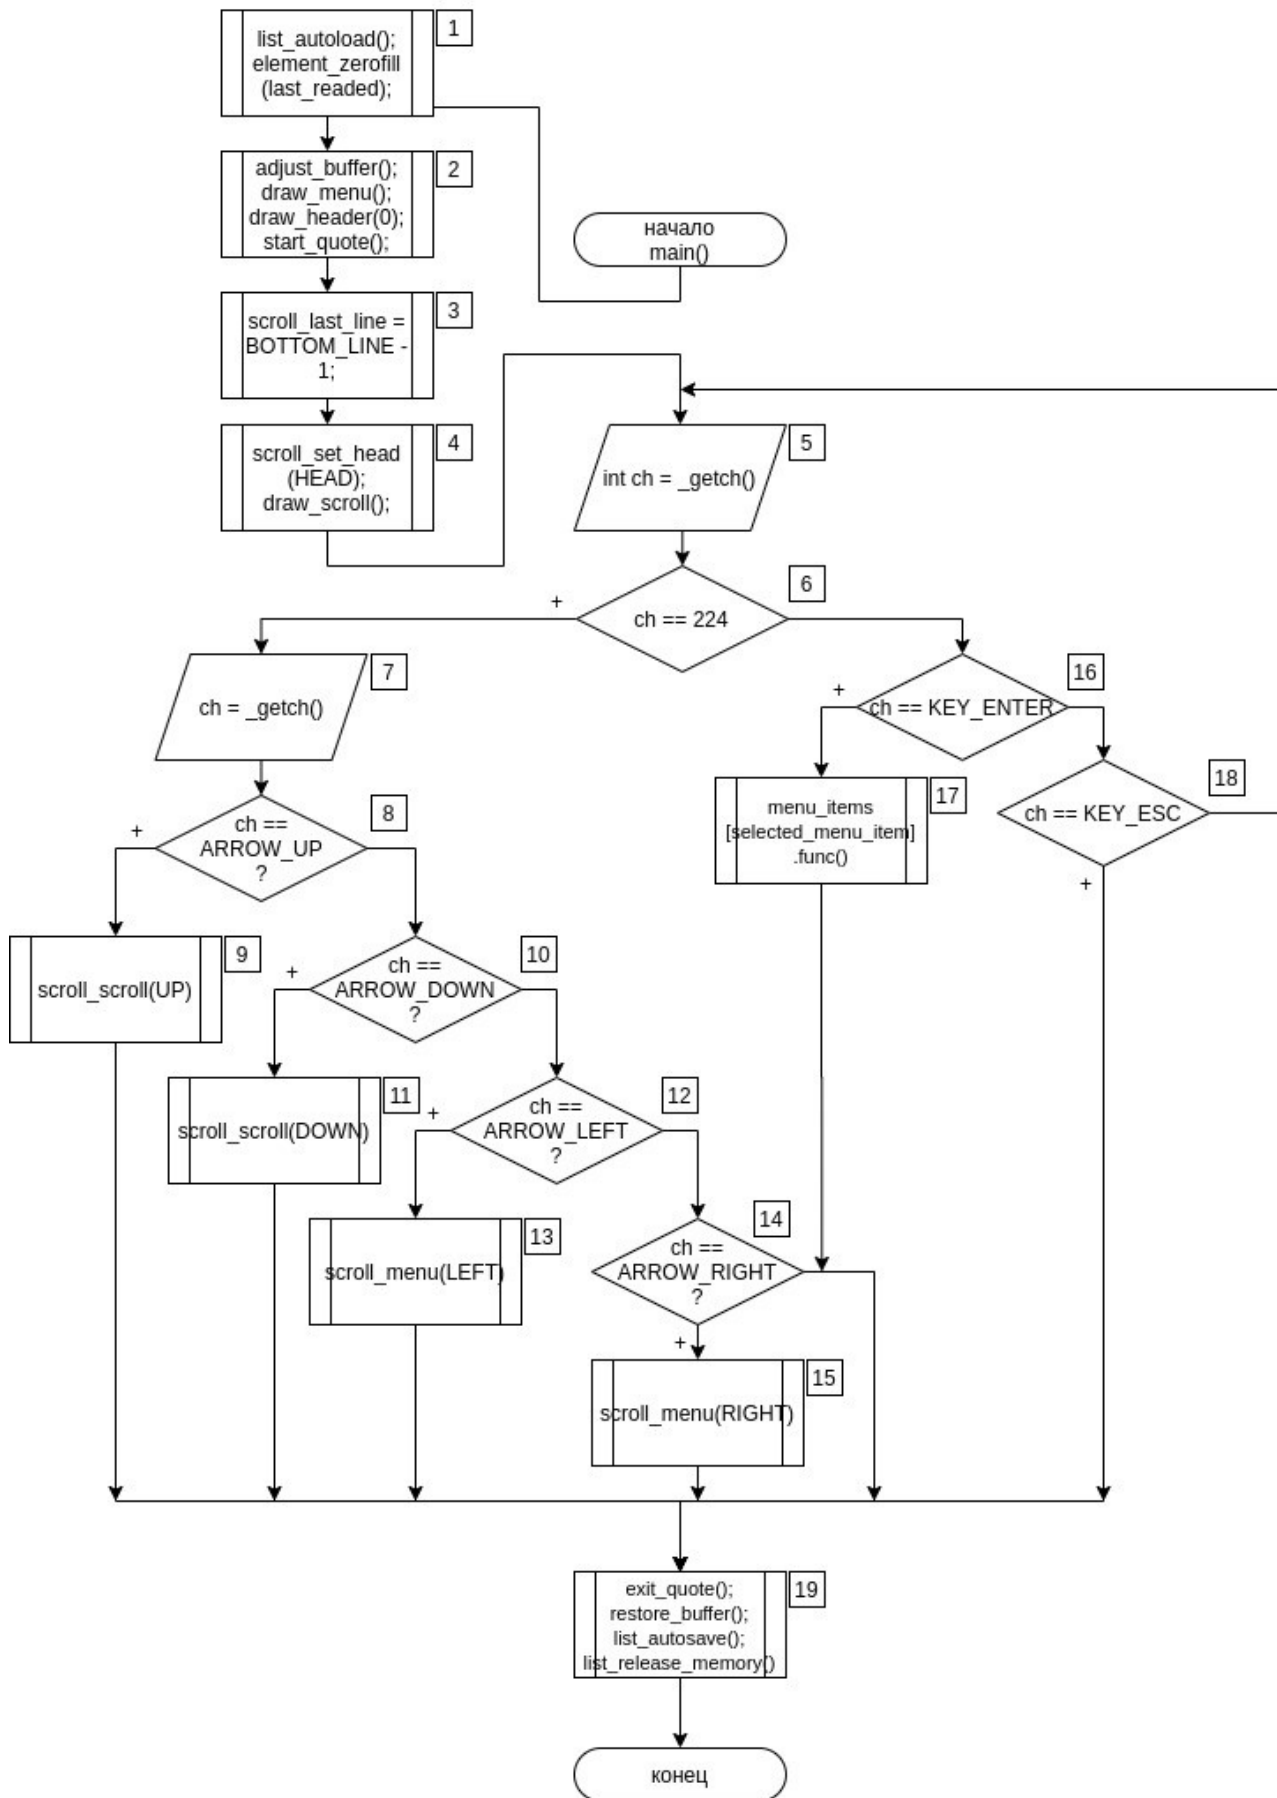 начало
main()
1
list_autoload();
element_zerofill
(last_readed);
2
adjust_buffer();
draw_menu();
draw_header(0);
start_quote();
3
scroll_last_line =
BOTTOM_LINE -
1;
4
scroll_set_head
(HEAD);
draw_scroll();
5
int ch = _getch()
6
ch == 224
+
7
ch = _getch()
8
ch ==
ARROW_UP
?
+
9
scroll_scroll(UP)
10
ch ==
ARROW_DOWN
?
+
11
scroll_scroll(DOWN)
12
ch ==
ARROW_LEFT
?
+
13
scroll_menu(LEFT)
14
ch ==
ARROW_RIGHT
?
+
15
scroll_menu(RIGHT)
16
ch == KEY_ENTER
+
17
menu_items
[selected_menu_item]
.func()
18
ch == KEY_ESC
+
19
exit_quote();
restore_buffer();
list_autosave();
list_release_memory()
конец